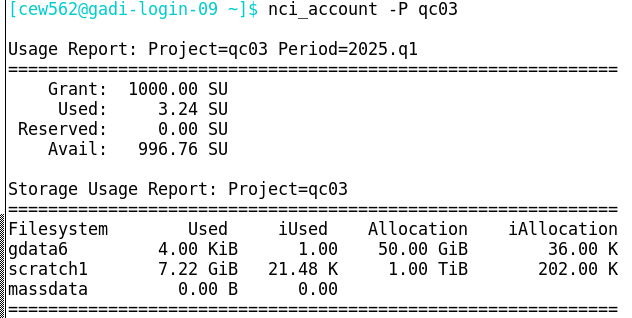 [cew562@gadi-login-09 ~]$ nci_account -P qc03
Usage Report: Project=qc03 Period=2025.q1
=============================================================
    Grant:  1000.00 SU
     Used:     3.24 SU
 Reserved:     0.00 SU
    Avail:   996.76 SU
Storage Usage Report: Project=qc03
=============================================================
Filesystem        Used     iUsed    Allocation    iAllocation
gdata6         4.00 KiB      1.00     50.00 GiB        36.00 K
scratch1       7.22 GiB   21.48 K      1.00 TiB       202.00 K
massdata         0.00 B      0.00
=============================================================